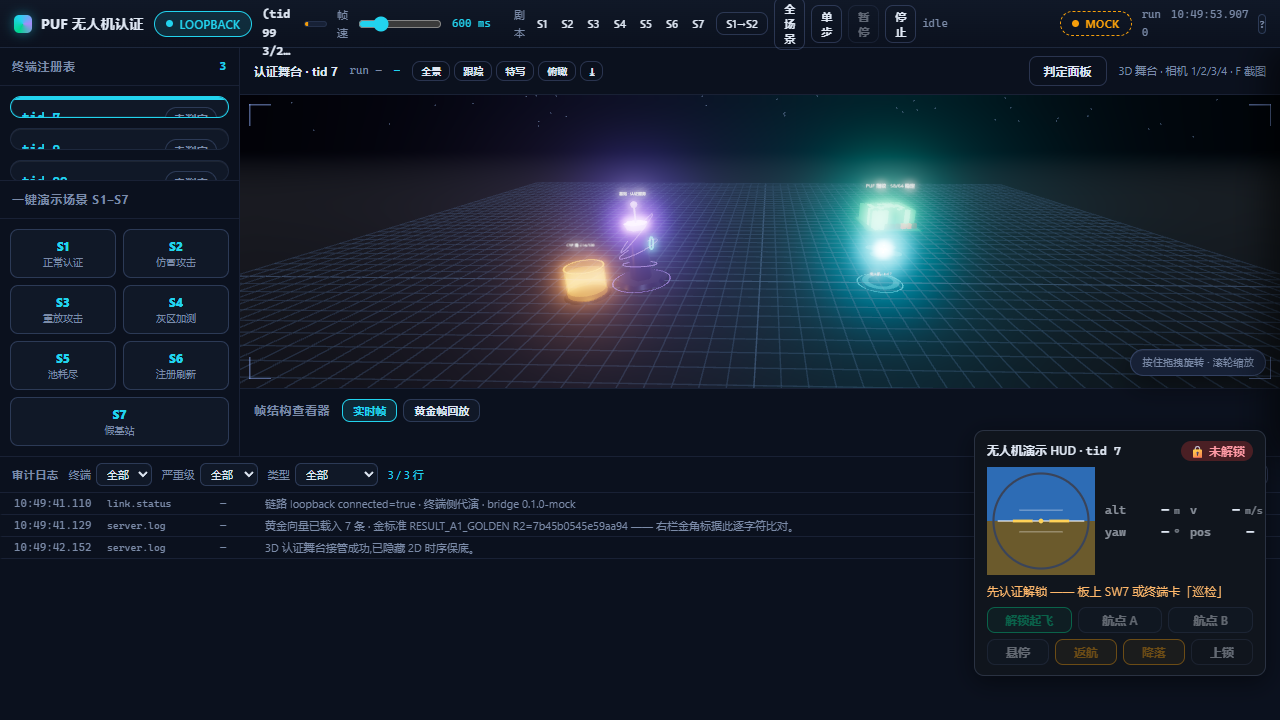 PUF 无人机认证
LOOPBACK
(tid
99
3/2…
帧速
600 ms
剧本
S1 S2 S3 S4 S5 S6 S7
S1→S2
全场景
单步
暂停
停止
idle
MOCK
run 10:49:53.907
0
?
终端注册表
3
tid 7
一键演示场景 S1–S7
S1
正常认证
S2
仿冒攻击
S3
重放攻击
S4
灰区加测
S5
池耗尽
S6
注册刷新
S7
假基站
认证舞台 · tid 7
run – –
全景
跟踪
特写
俯瞰
判定面板
3D 舞台 · 相机 1/2/3/4 · F 截图
按住拖拽旋转 · 滚轮缩放
帧结构查看器
实时帧
黄金帧回放
审计日志
终端
全部
严重级
全部
类型
全部
3 / 3 行
10:49:41.110 link.status — 链路 loopback connected=true · 终端侧代演 · bridge 0.1.0-mock
10:49:41.129 server.log — 黄金向量已载入 7 条 · 金标准 RESULT_A1_GOLDEN R2=7b45b0545e59aa94 —— 右栏金角标据此逐字符比对。
10:49:42.152 server.log — 3D 认证舞台接管成功,已隐藏 2D 时序保底。
无人机演示 HUD · tid 7
🔒 未解锁
alt — m v — m/s
yaw — ° pos —
先认证解锁 —— 板上 SW7 或终端卡「巡检」
解锁起飞
航点 A
航点 B
悬停
返航
降落
上锁